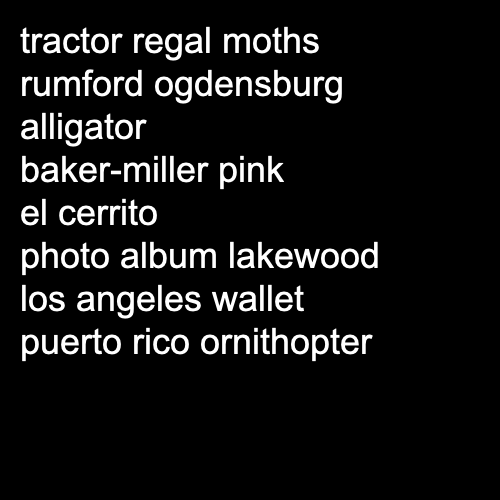 tractor regal moths
rumford ogdensburg
alligator
baker-miller pink
el cerrito
photo album lakewood
los angeles wallet
puerto rico ornithopter